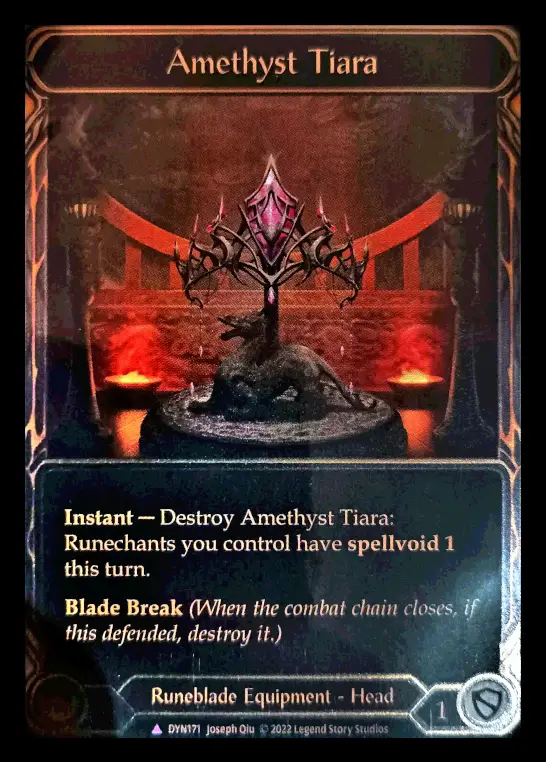 Amethyst Tiara
Instant — Destroy Amethyst Tiara:
Runechants you control have spellvoid 1
this turn.
Blade Break (When the combat chain closes, if
this defended, destroy it.)
Runeblade Equipment - Head
1
DYN171 Joseph Qiu © 2022 Legend Story Studios